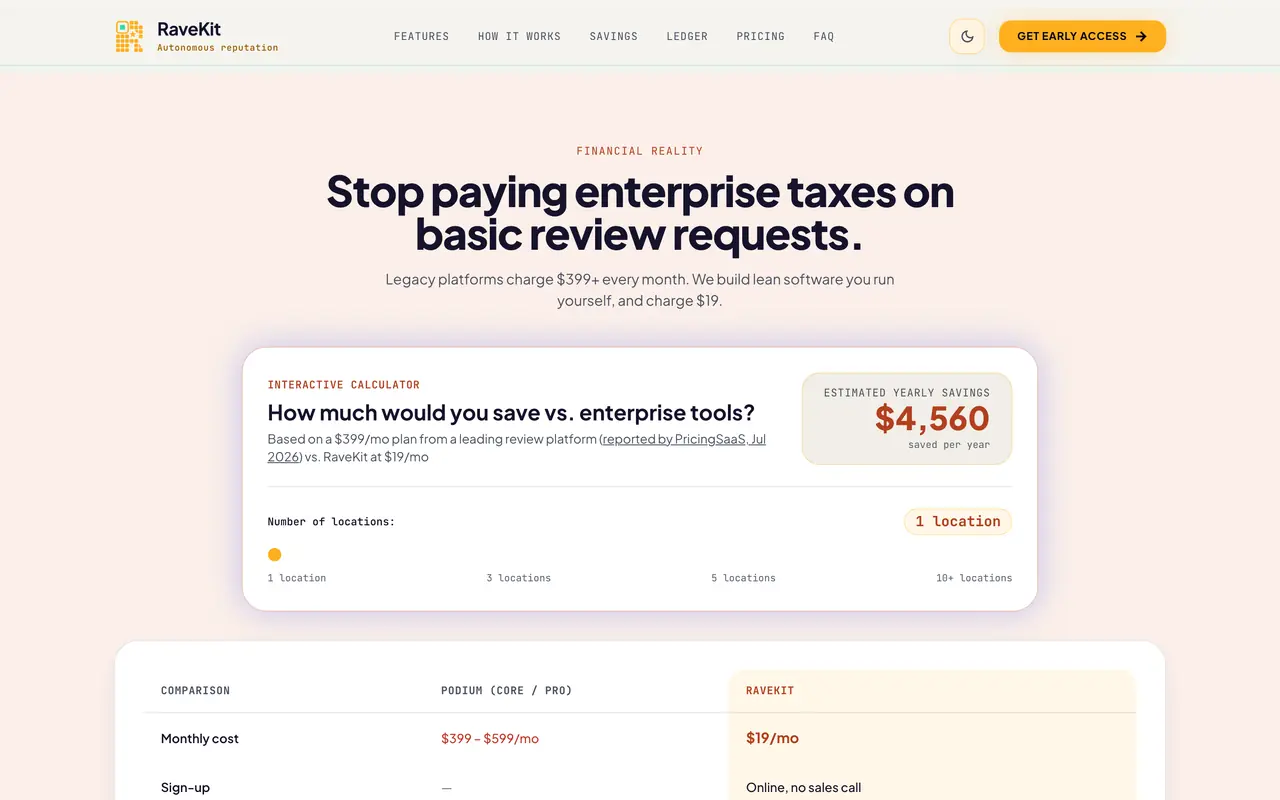 RaveKit
Autonomous reputation
FEATURES
HOW IT WORKS
SAVINGS
LEDGER
PRICING
FAQ
GET EARLY ACCESS →
FINANCIAL REALITY
Stop paying enterprise taxes on
basic review requests.
Legacy platforms charge $399+ every month. We build lean software you run
yourself, and charge $19.
INTERACTIVE CALCULATOR
How much would you save vs. enterprise tools?
Based on a $399/mo plan from a leading review platform (reported by PricingSaaS, Jul
2026) vs. RaveKit at $19/mo
ESTIMATED YEARLY SAVINGS
$4,560
saved per year
Number of locations:
1 location
1 location
3 locations
5 locations
10+ locations
COMPARISON
PODIUM (CORE / PRO)
RAVEKIT
Monthly cost
$399 – $599/mo
$19/mo
Sign-up
—
Online, no sales call